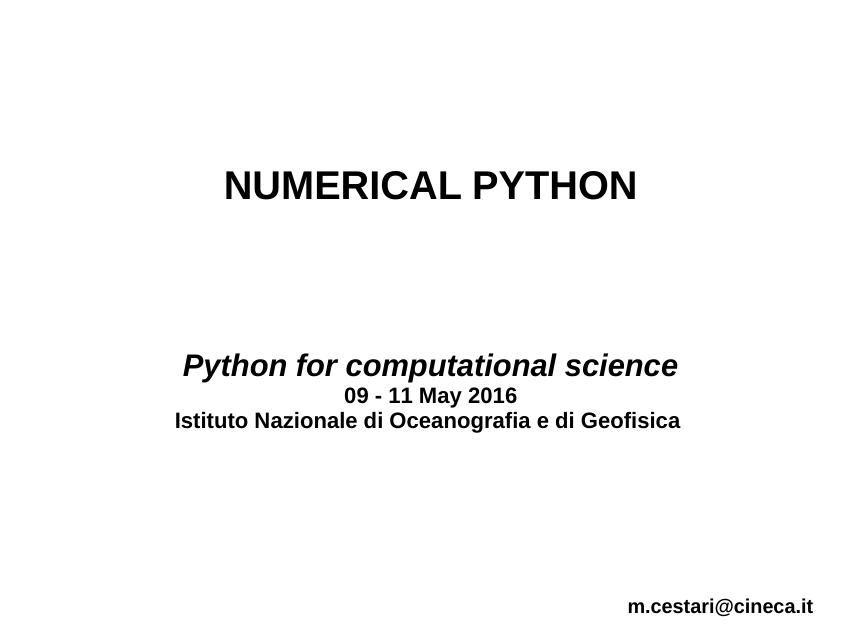 NUMERICAL PYTHON
Python for computational science
09 - 11 May 2016
Istituto Nazionale di Oceanografia e di Geofisica
m.cestari@cineca.it